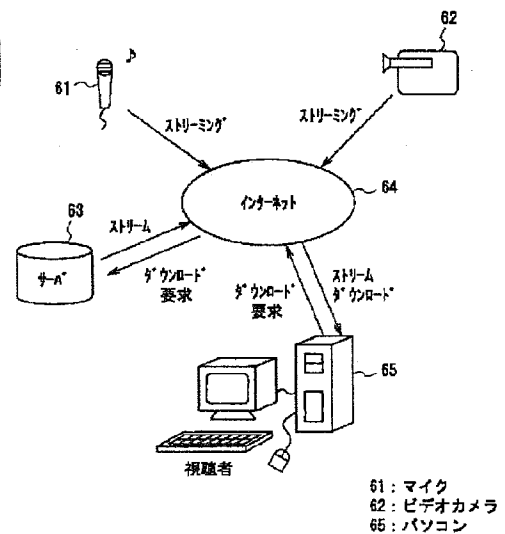 62
61
ストリーミング
ストリーミング
インターネット
64
63
ストリーム
サーバ
ダウンロード
要求
ダウンロード
要求
ストリーム
ダウンロード
65
視聴者
61：マイク
62：ビデオカメラ
65：パソコン